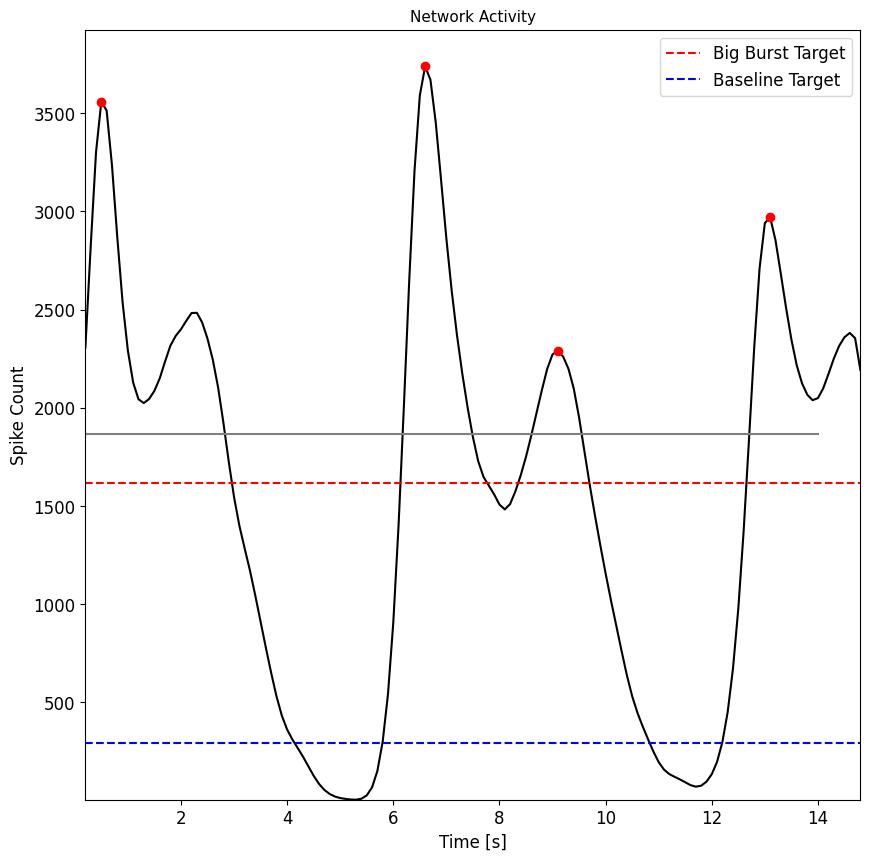 Network Activity
Big Burst Target
Baseline Target
Spike Count
3500
3000
2500
2000
1500
1000
500
2 4 6 8 10 12 14
Time [s]